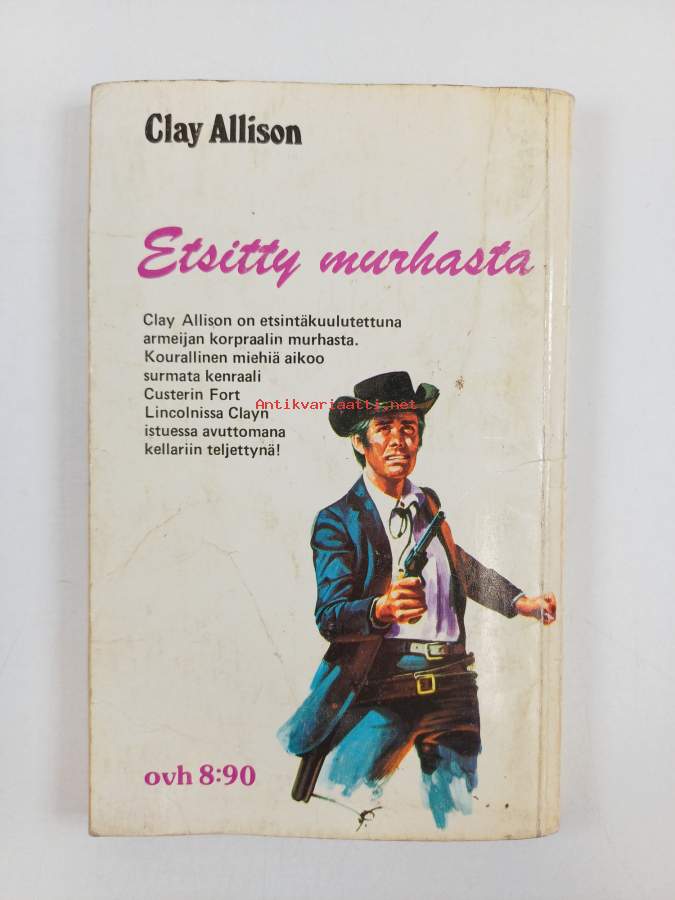 Clay Allison
Etsitty murhasta
Clay Allison on etsintäkuulutettuna
armeijan korpraalin murhasta.
Kourallinen miehiä aikoo
surmata kenraali
Custerin Fort
Lincolnissa Clayn
istuessa avuttomana
kellariin teljettynä!
Antikvariaatti.net
ovh 8:90